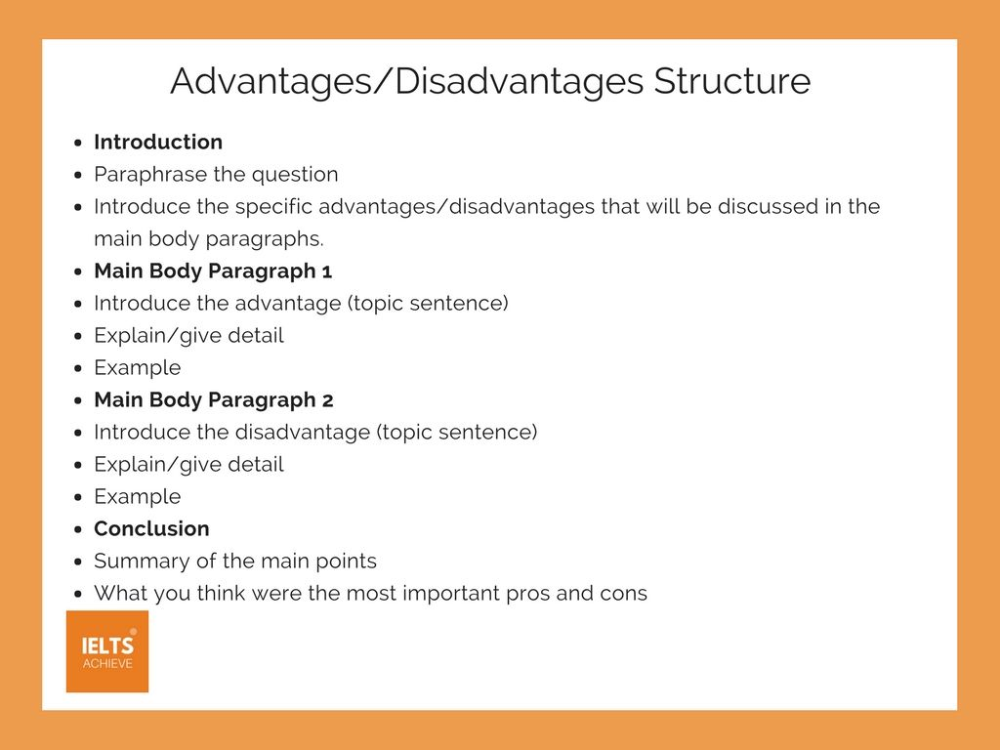 Advantages/Disadvantages Structure
• Introduction
• Paraphrase the question
• Introduce the specific advantages/disadvantages that will be discussed in the
main body paragraphs.
• Main Body Paragraph 1
• Introduce the advantage (topic sentence)
• Explain/give detail
• Example
• Main Body Paragraph 2
• Introduce the disadvantage (topic sentence)
• Explain/give detail
• Example
• Conclusion
• Summary of the main points
• What you think were the most important pros and cons
IELTS
ACHIEVE